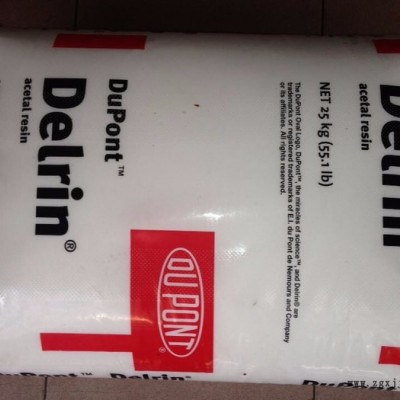 DuPont™
Delrin®
acetal resin
DU PONT
NET 25 kg (55.1 lb)
The DuPont Oval Logo, DuPont™, the miracles of science™, and Delrin® are
trademarks or registered trademarks of E.I. du Pont de Nemours and Company
or its affiliates. All rights reserved.
Delrin
acetal resin
DuPont™ Delrin®